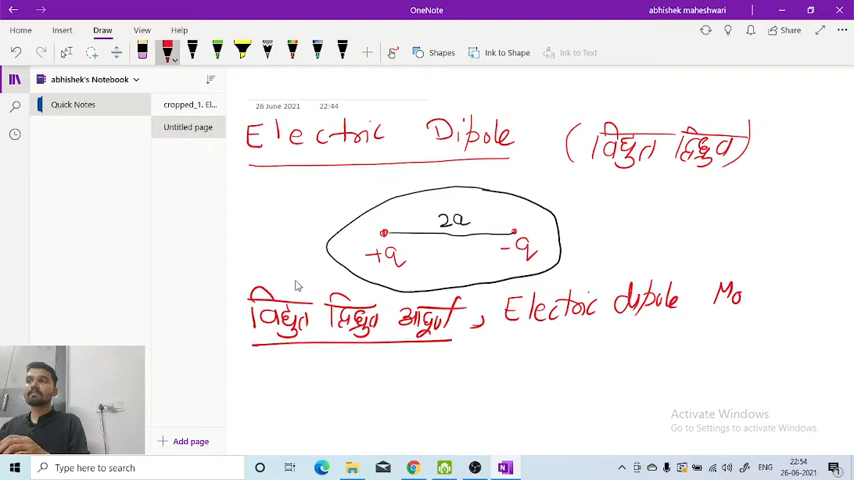 OneNote
abhishek maheshwari
Home Insert Draw View Help Share
Shapes Ink to Shape Ink to Text
abhishek's Notebook
Quick Notes
cropped_1. El...
Untitled page
26 June 2021 22:44
Electric Dipole (विद्युत द्विध्रुव)
2a
+q -q
विद्युत द्विध्रुव आघूर्ण, Electric dipole Mo
Activate Windows
Go to Settings to activate Windows.
Add page
Type here to search
ENG
22:54
26-06-2021